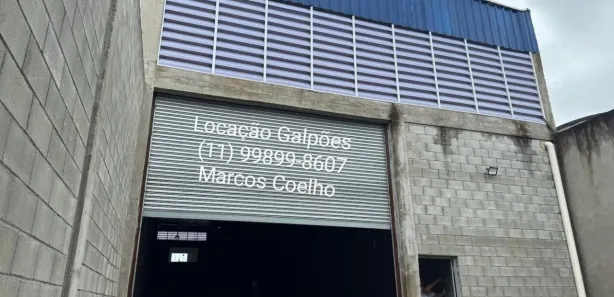 Locação Galpões
(11) 99899-8607
Marcos Coelho